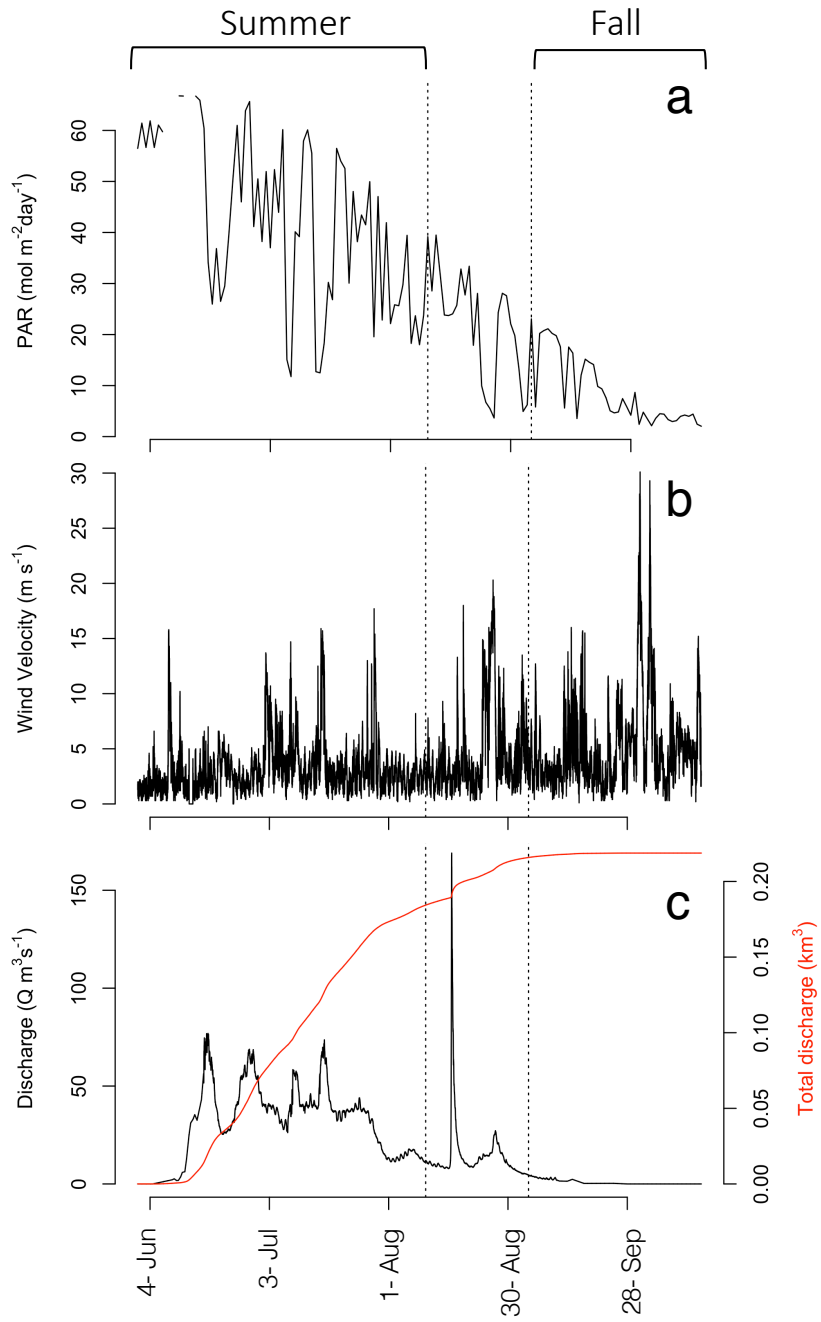 Summer Fall
a
PAR (mol m⁻²day⁻¹)
0 10 20 30 40 50 60
b
Wind Velocity (m s⁻¹)
0 5 10 15 20 25 30
c
Discharge (Q m³s⁻¹)
0 50 100 150
Total discharge (km³)
0.00 0.05 0.10 0.15 0.20
4- Jun 3- Jul 1- Aug 30- Aug 28- Sep